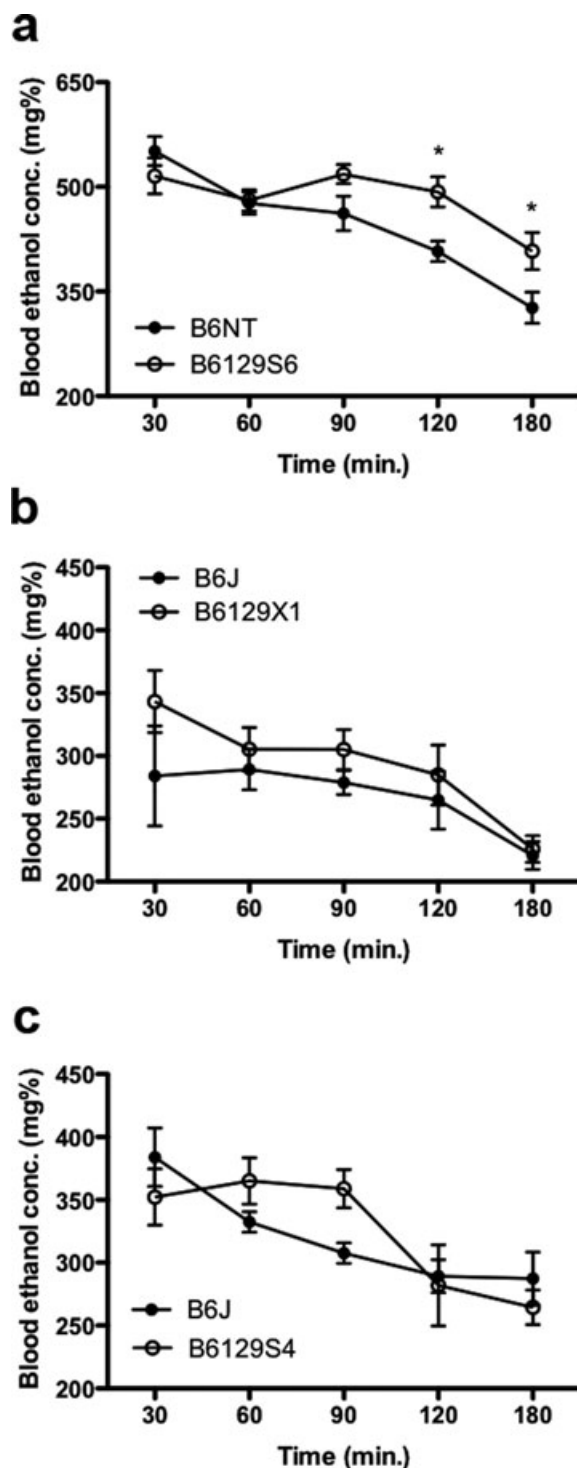 a
Blood ethanol conc. (mg%)
650
500
350
200
*
*
B6NT
B6129S6
30 60 90 120 180
Time (min.)
b
Blood ethanol conc. (mg%)
450
400
350
300
250
200
B6J
B6129X1
30 60 90 120 180
Time (min.)
c
Blood ethanol conc. (mg%)
450
400
350
300
250
200
B6J
B6129S4
30 60 90 120 180
Time (min.)